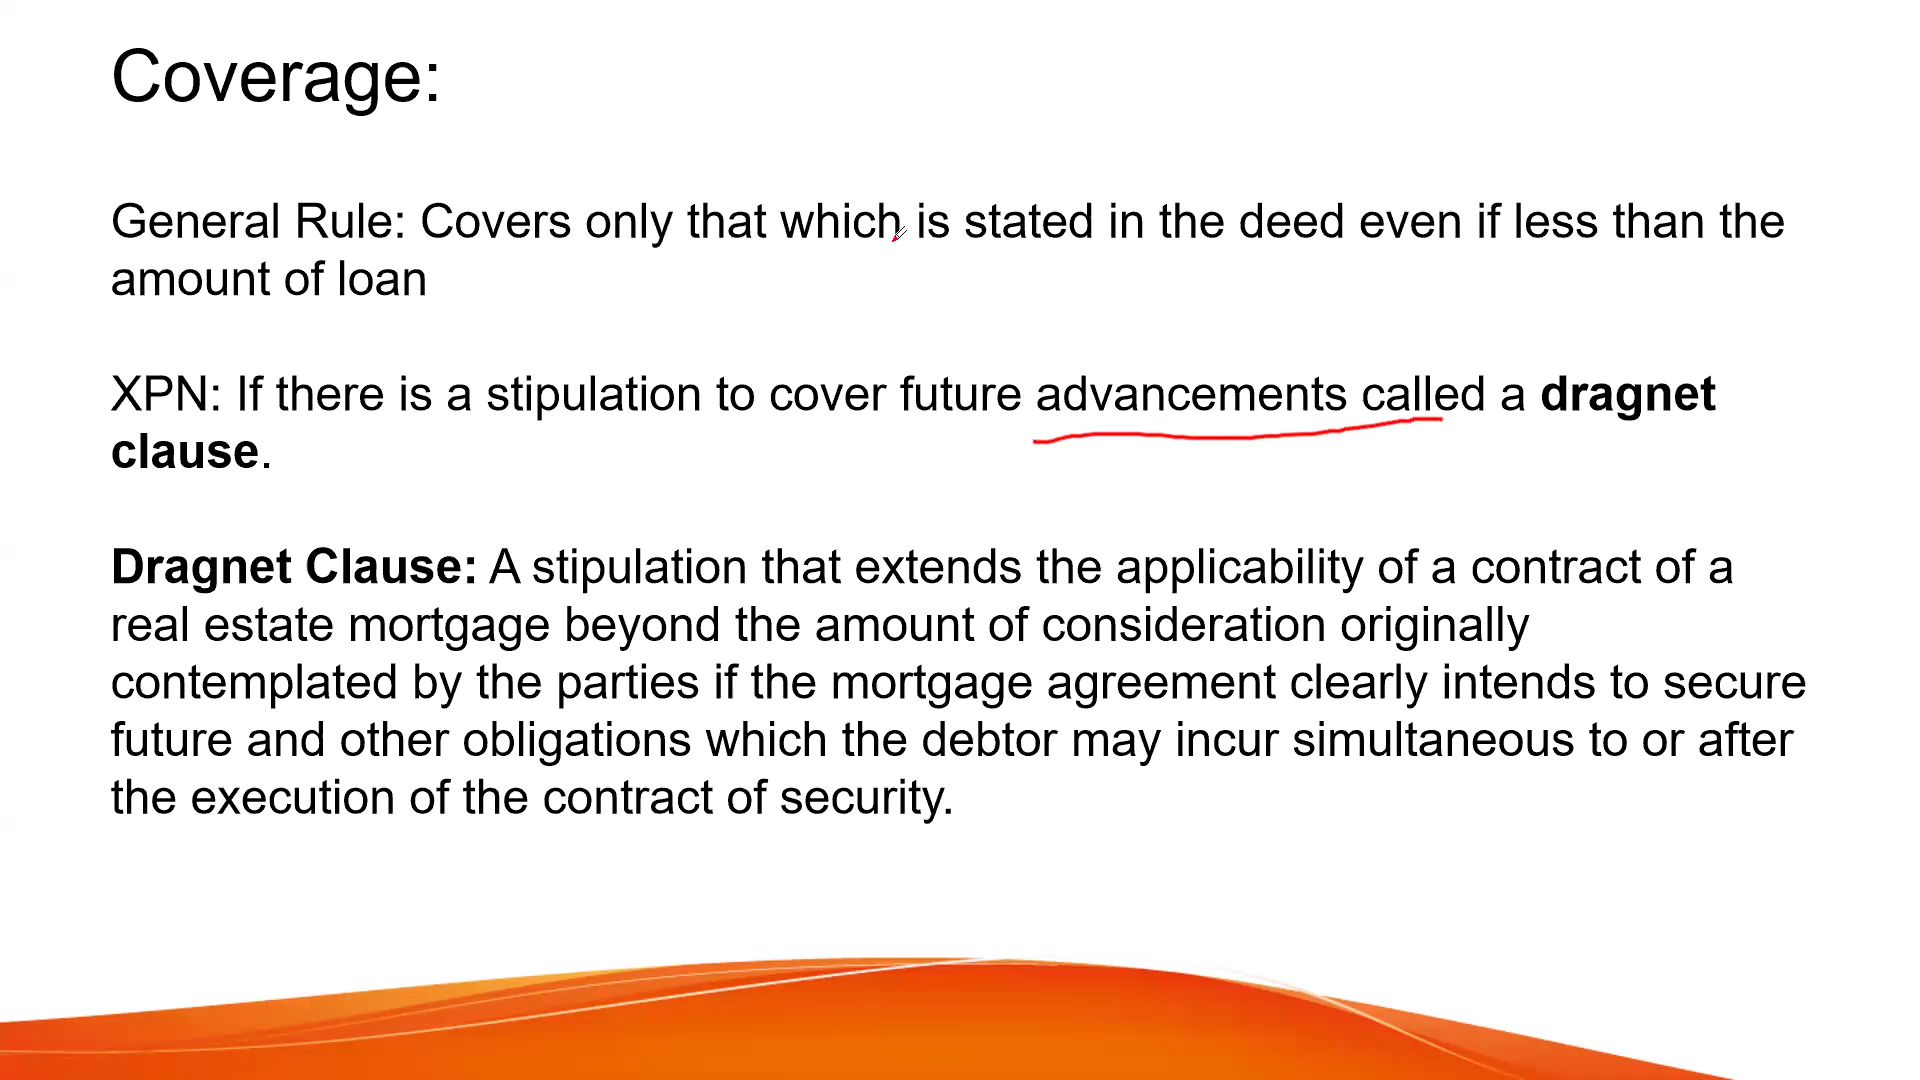 Coverage:
General Rule: Covers only that which is stated in the deed even if less than the
amount of loan
XPN: If there is a stipulation to cover future advancements called a dragnet
clause.
Dragnet Clause: A stipulation that extends the applicability of a contract of a
real estate mortgage beyond the amount of consideration originally
contemplated by the parties if the mortgage agreement clearly intends to secure
future and other obligations which the debtor may incur simultaneous to or after
the execution of the contract of security.